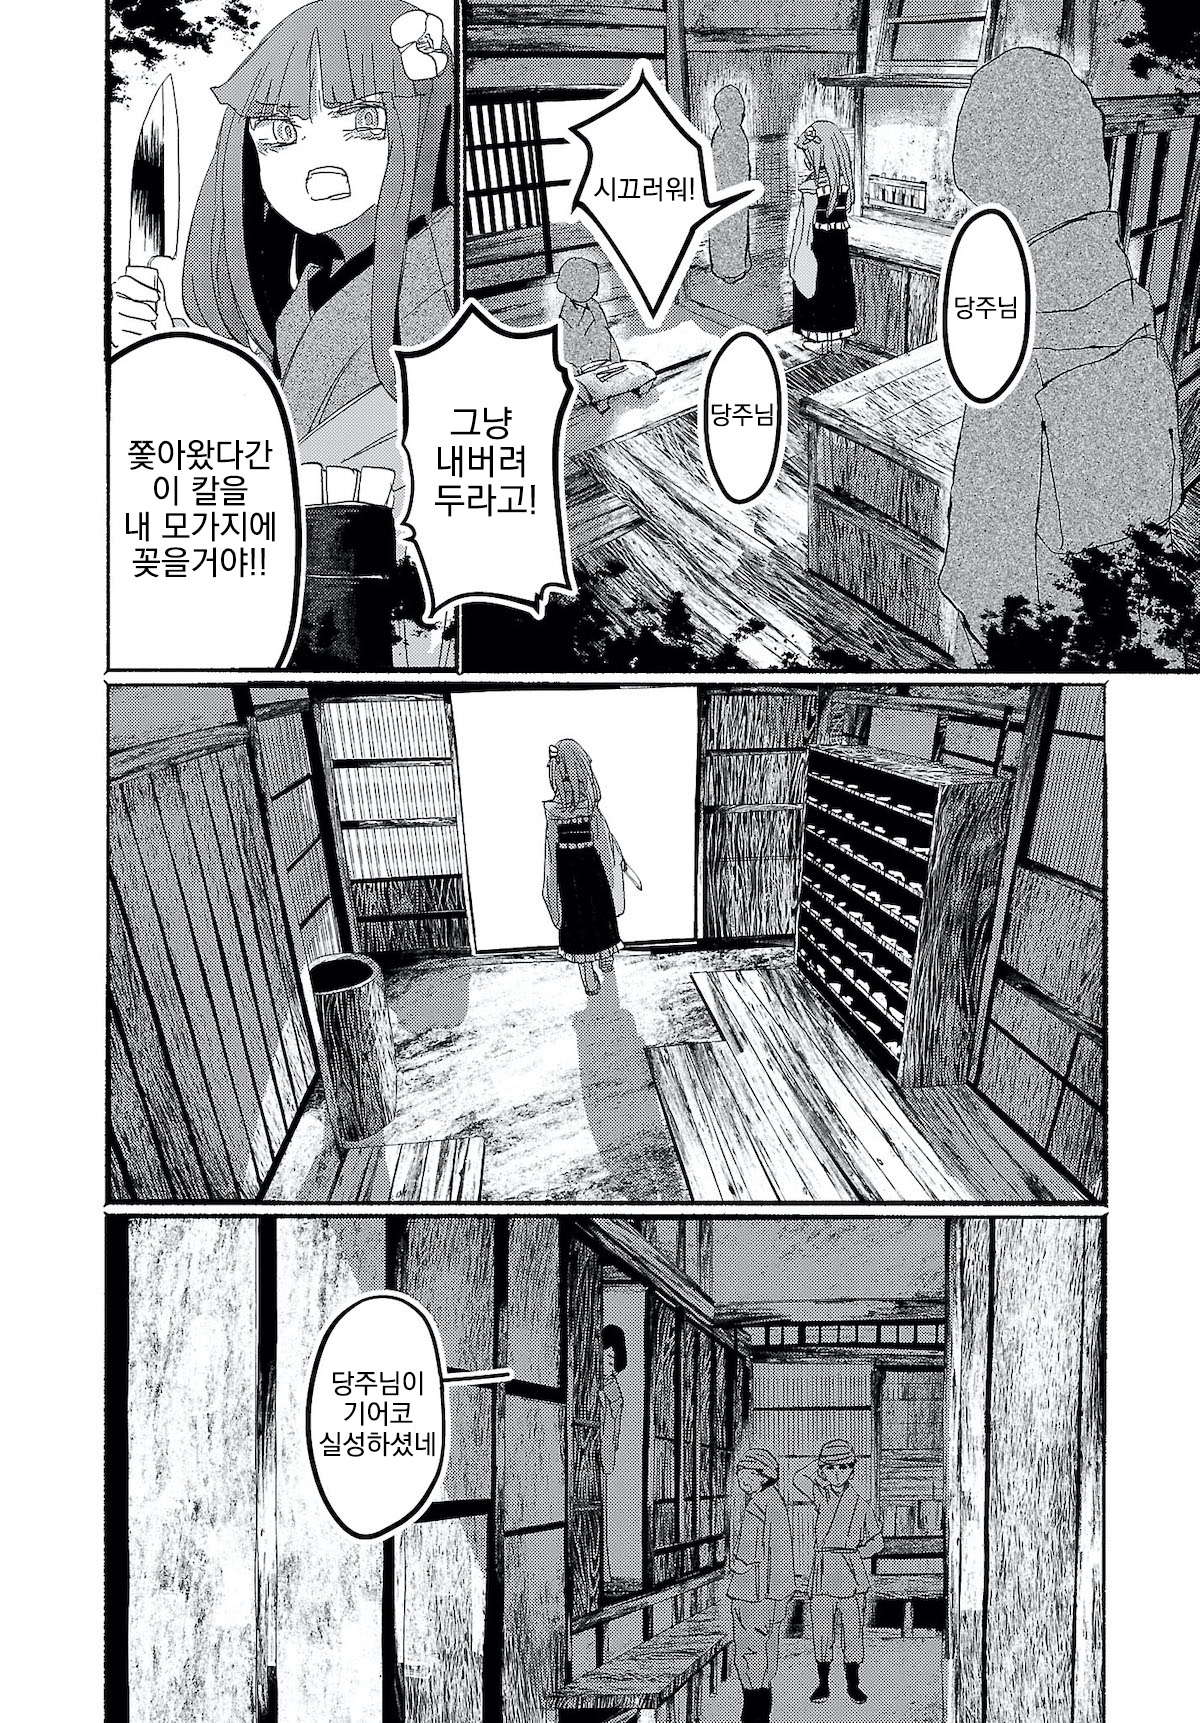 당주님
당주님
시끄러워!
그냥
내버려
두라고!
쫓아왔다간
이 칼을
내 모가지에
꽂을거야!!
당주님이
기어코
실성하셨네